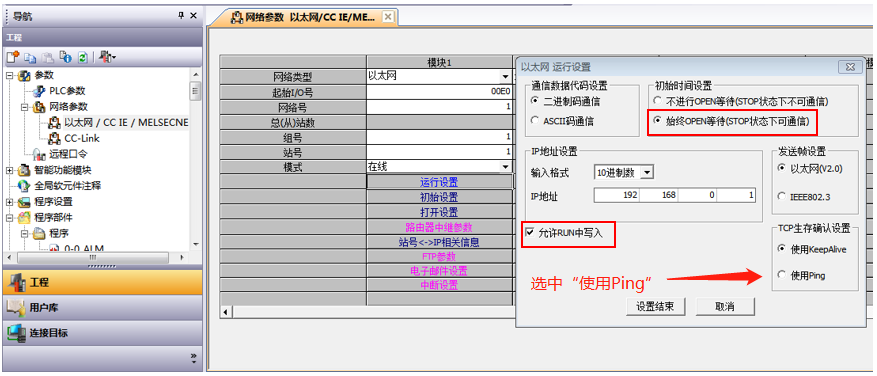 导航
工程
参数
PLC参数
网络参数
以太网 / CC IE / MELSECNE
CC-Link
远程口令
智能功能模块
全局软元件注释
程序设置
程序部件
程序
0-0 ALM
工程
用户库
连接目标
网络参数 以太网/CC IE/ME...
模块1
网络类型 以太网
起始I/O号 00E0
网络号 1
总(从)站数
组号 1
站号 1
模式 在线
运行设置
初始设置
打开设置
路由器中继参数
站号<->IP相关信息
FTP参数
电子邮件设置
中断设置
以太网 运行设置
通信数据代码设置
二进制码通信
ASCII码通信
初始时间设置
不进行OPEN等待(STOP状态下不可通信)
始终OPEN等待(STOP状态下可通信)
IP地址设置
输入格式 10进制数
IP地址 192 168 0 1
发送帧设置
以太网(V2.0)
IEEE802.3
允许RUN中写入
TCP生存确认设置
使用KeepAlive
使用Ping
选中“使用Ping”
设置结束 取消